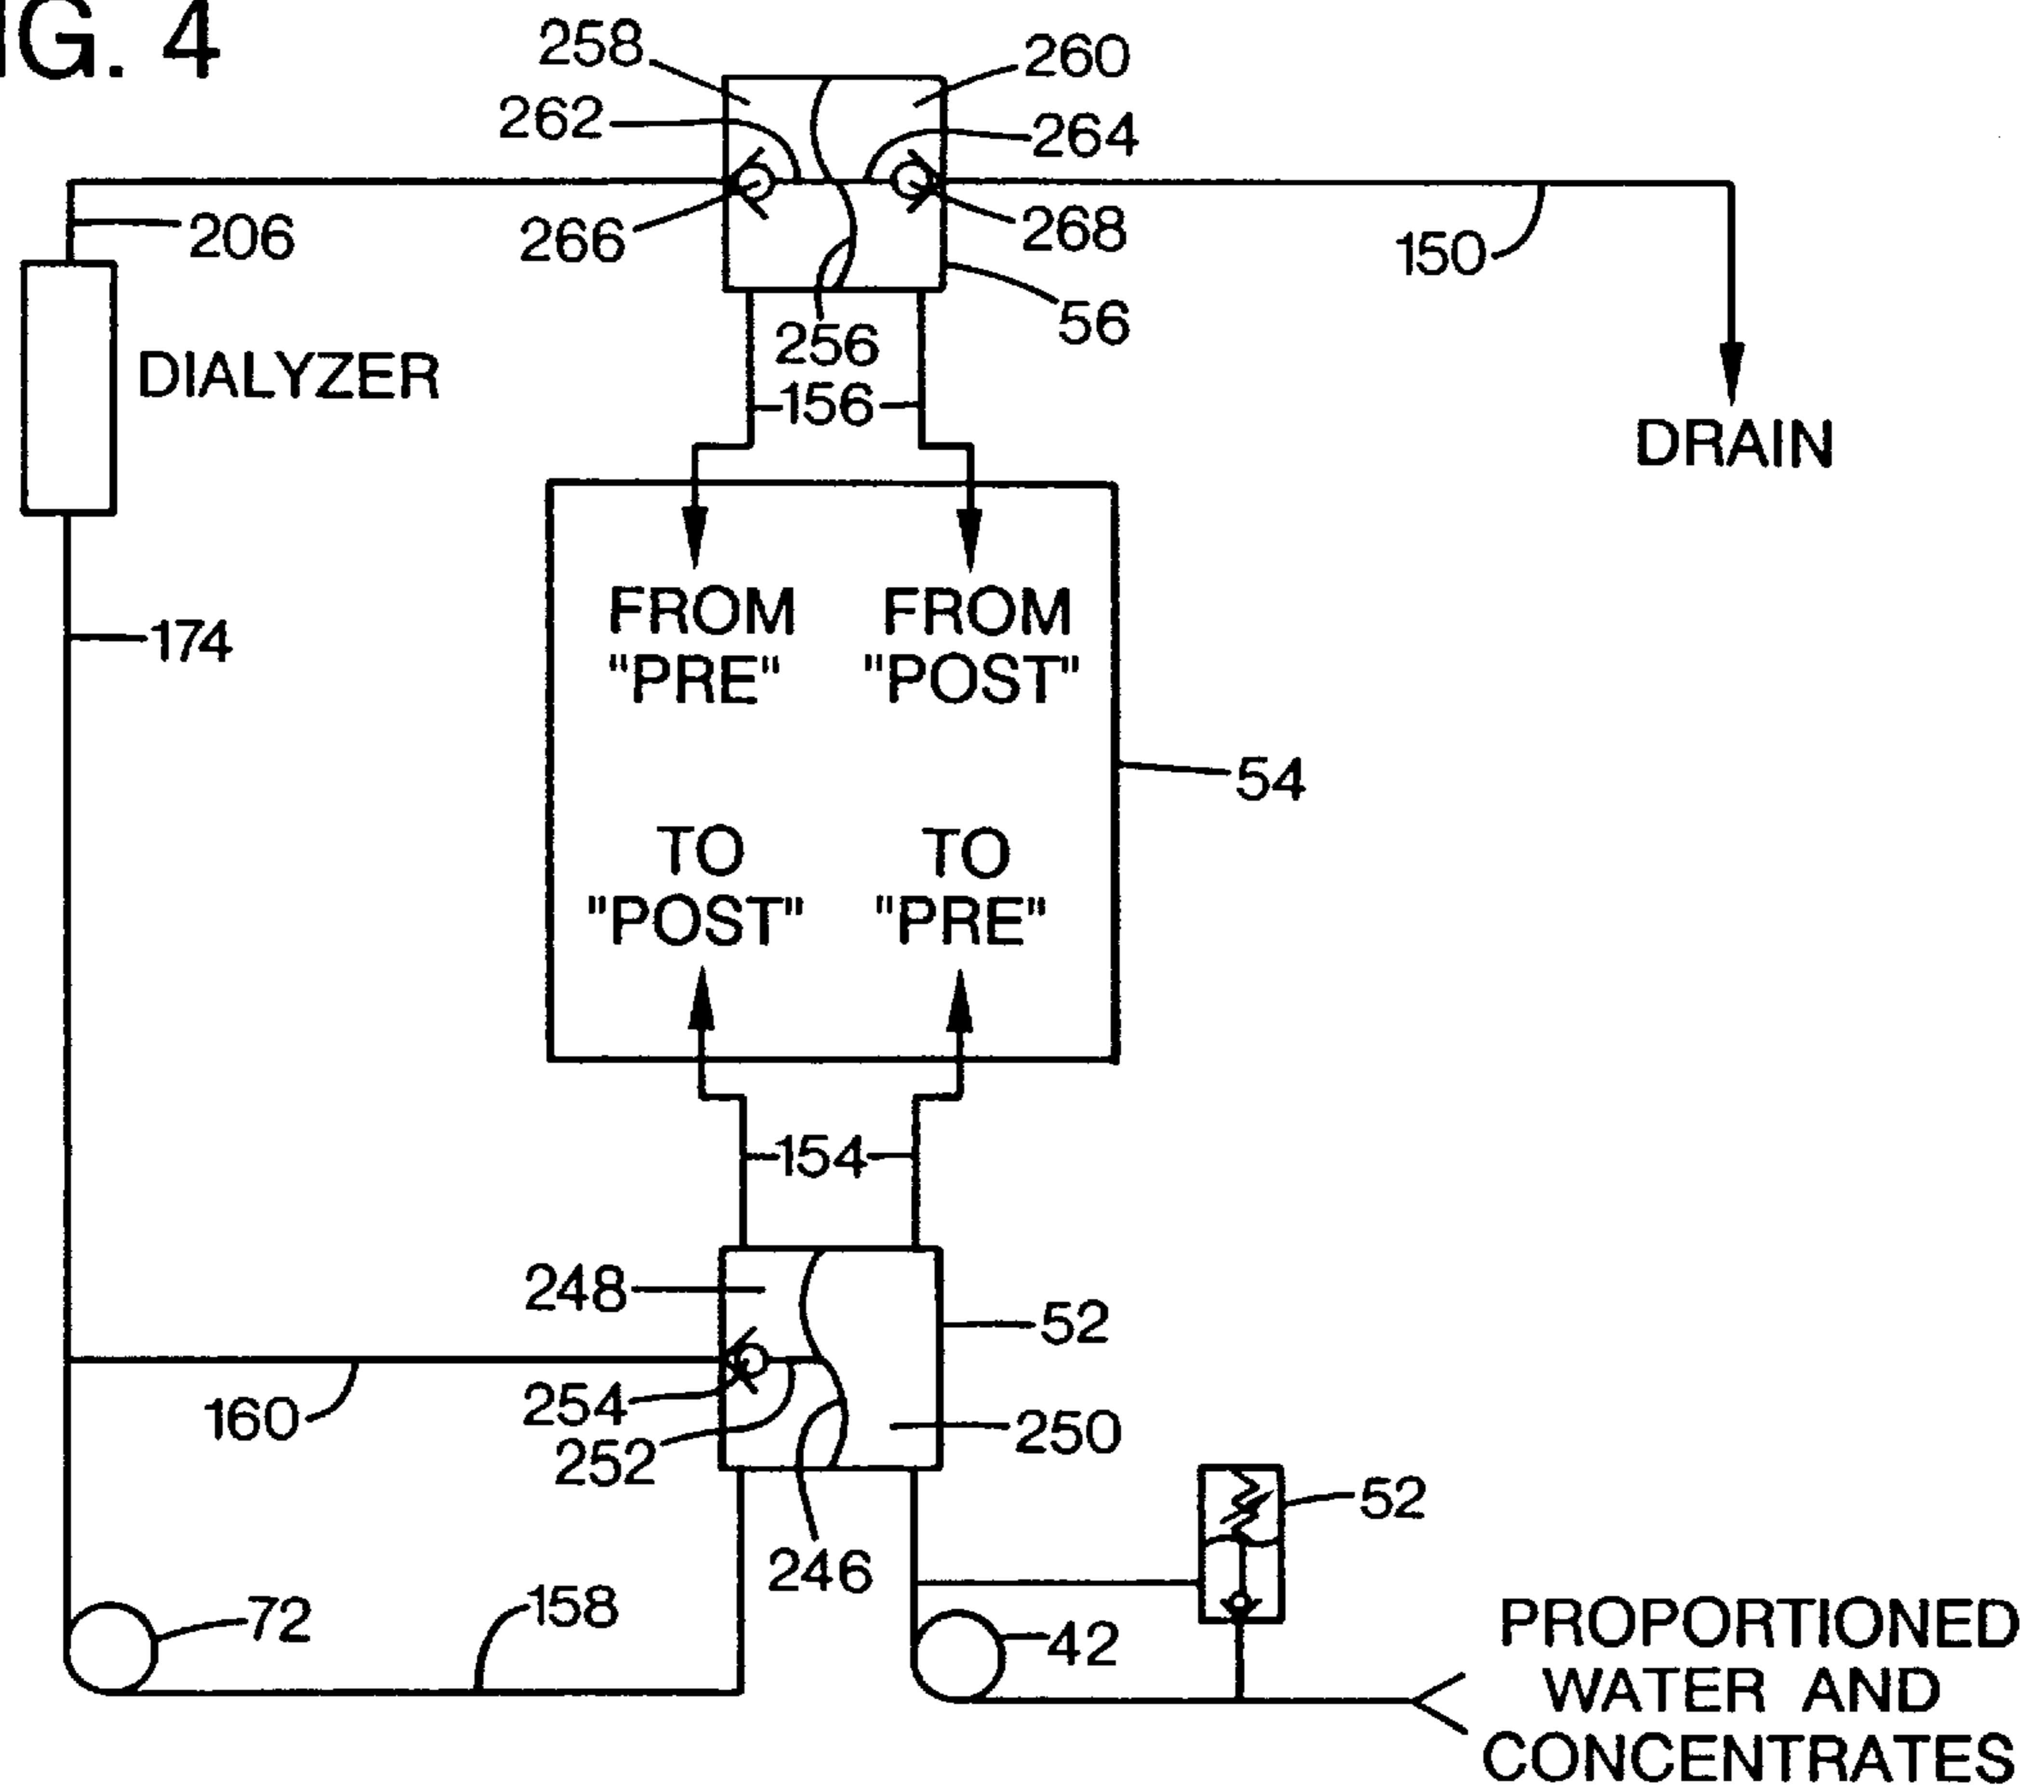 IG. 4
258
260
262
264
206
266
268
150
56
256
DIALYZER
156
DRAIN
FROM FROM
"PRE" "POST"
174
54
TO TO
"POST" "PRE"
154
248
52
254
160
250
252
52
246
72
158
42
PROPORTIONED
WATER AND
CONCENTRATES